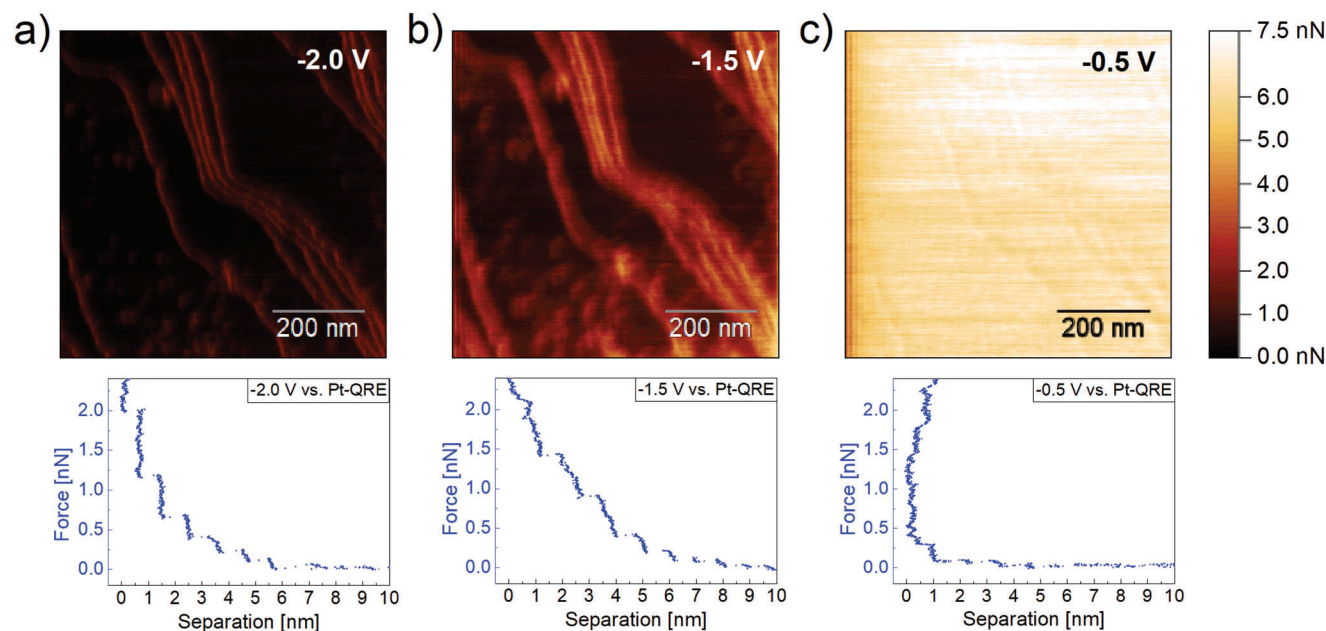 a)
-2.0 V
200 nm
b)
-1.5 V
200 nm
c)
-0.5 V
200 nm
7.5 nN
6.0 nN
5.0 nN
4.0 nN
3.0 nN
2.0 nN
1.0 nN
0.0 nN
-2.0 V vs. Pt-QRE
Force [nN]
2.0
1.5
1.0
0.5
0.0
0 1 2 3 4 5 6 7 8 9 10
Separation [nm]
-1.5 V vs. Pt-QRE
Force [nN]
2.0
1.5
1.0
0.5
0.0
0 1 2 3 4 5 6 7 8 9 10
Separation [nm]
-0.5 V vs. Pt-QRE
Force [nN]
2.0
1.5
1.0
0.5
0.0
0 1 2 3 4 5 6 7 8 9 10
Separation [nm]